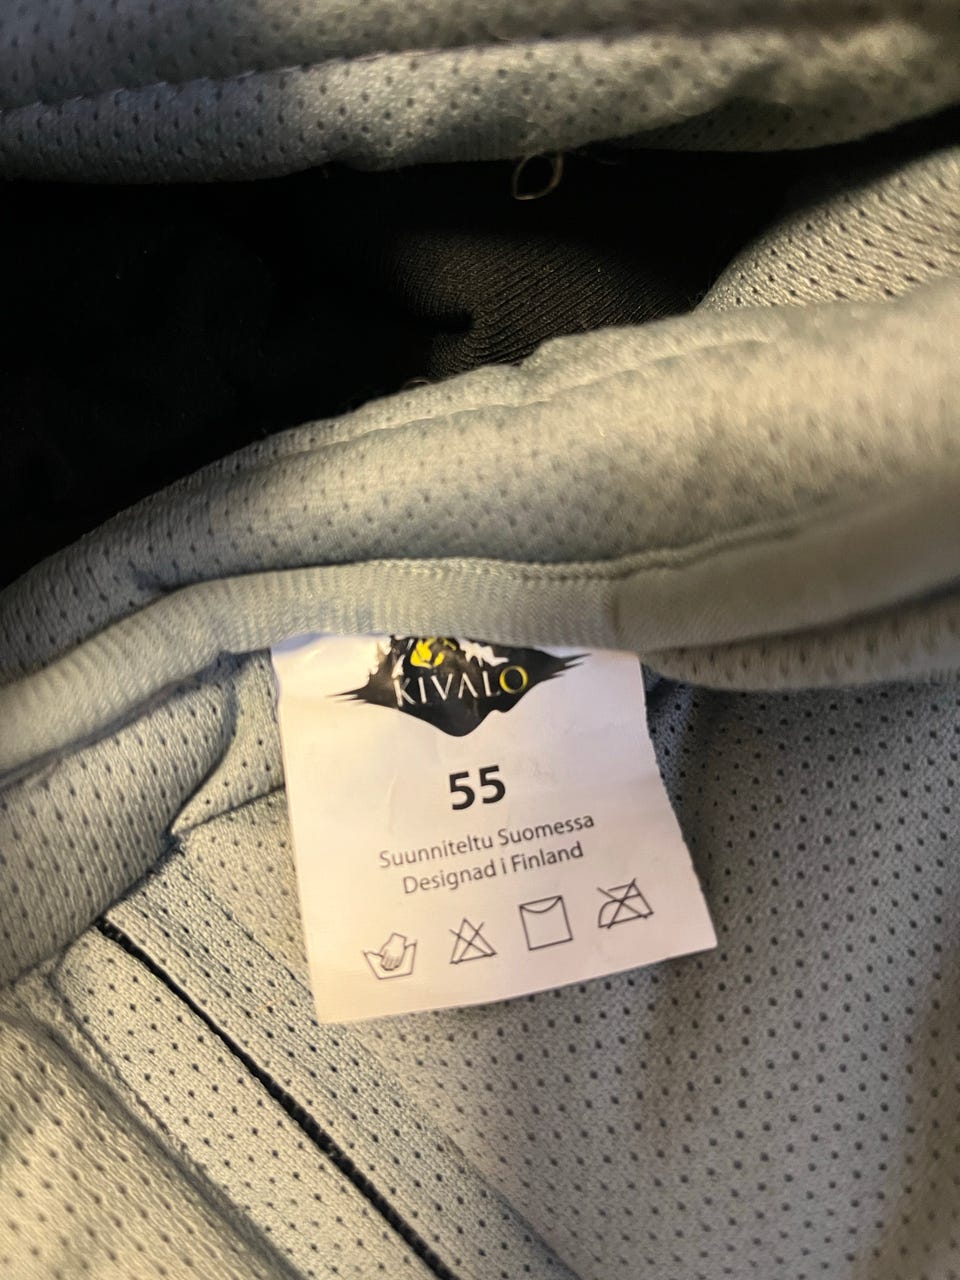 KIVALO
55
Suunniteltu Suomessa
Designad i Finland